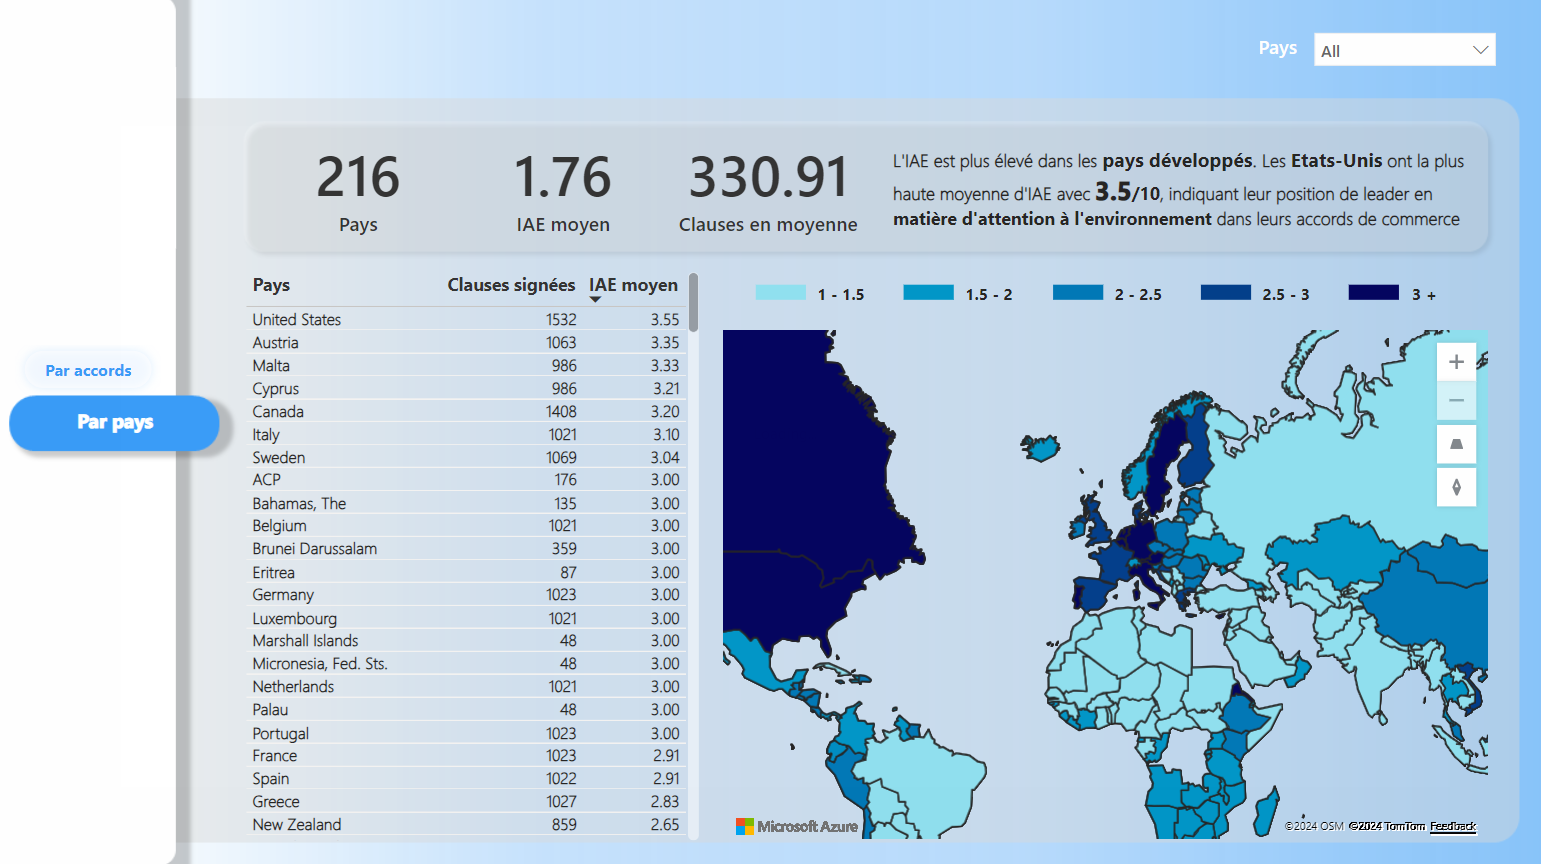 Pays All
216
Pays
1.76
IAE moyen
330.91
Clauses en moyenne
L'IAE est plus élevé dans les pays développés. Les Etats-Unis ont la plus
haute moyenne d'IAE avec 3.5/10, indiquant leur position de leader en
matière d'attention à l'environnement dans leurs accords de commerce
Par accords
Par pays
Pays Clauses signées IAE moyen
United States 1532 3.55
Austria 1063 3.35
Malta 986 3.33
Cyprus 986 3.21
Canada 1408 3.20
Italy 1021 3.10
Sweden 1069 3.04
ACP 176 3.00
Bahamas, The 135 3.00
Belgium 1021 3.00
Brunei Darussalam 359 3.00
Eritrea 87 3.00
Germany 1023 3.00
Luxembourg 1021 3.00
Marshall Islands 48 3.00
Micronesia, Fed. Sts. 48 3.00
Netherlands 1021 3.00
Palau 48 3.00
Portugal 1023 3.00
France 1023 2.91
Spain 1022 2.91
Greece 1027 2.83
New Zealand 859 2.65
1 - 1.5 1.5 - 2 2 - 2.5 2.5 - 3 3 +
Microsoft Azure
©2024 OSM ©2024 TomTom Feedback